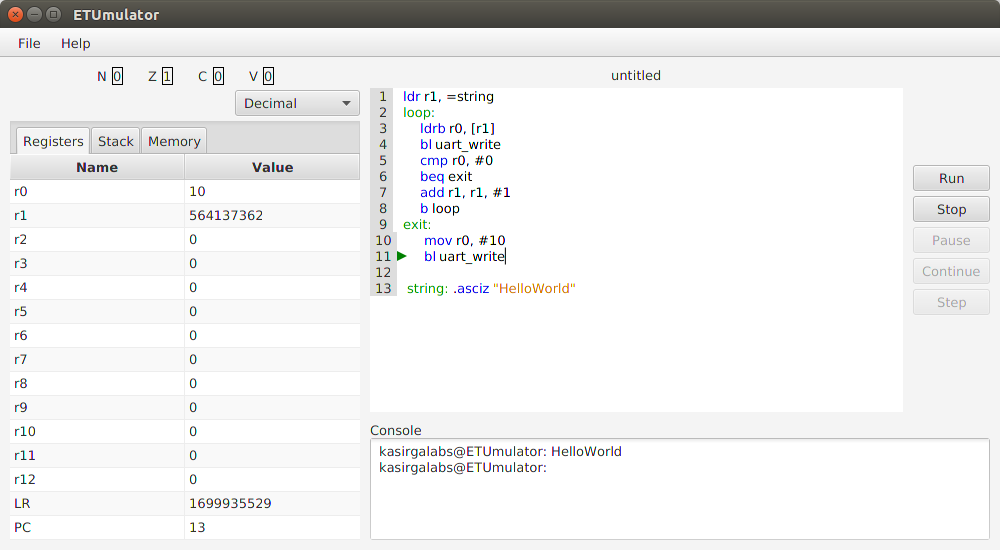 ETUmulator
File Help
N 0 Z 1 C 0 V 0
Decimal
Registers Stack Memory
Name Value
r0 10
r1 564137362
r2 0
r3 0
r4 0
r5 0
r6 0
r7 0
r8 0
r9 0
r10 0
r11 0
r12 0
LR 1699935529
PC 13
untitled
1 ldr r1, =string
2 loop:
3 ldrb r0, [r1]
4 bl uart_write
5 cmp r0, #0
6 beq exit
7 add r1, r1, #1
8 b loop
9 exit:
10 mov r0, #10
11 bl uart_write
12
13 string: .asciz "HelloWorld"
Run
Stop
Pause
Continue
Step
Console
kasirgalabs@ETUmulator: HelloWorld
kasirgalabs@ETUmulator: